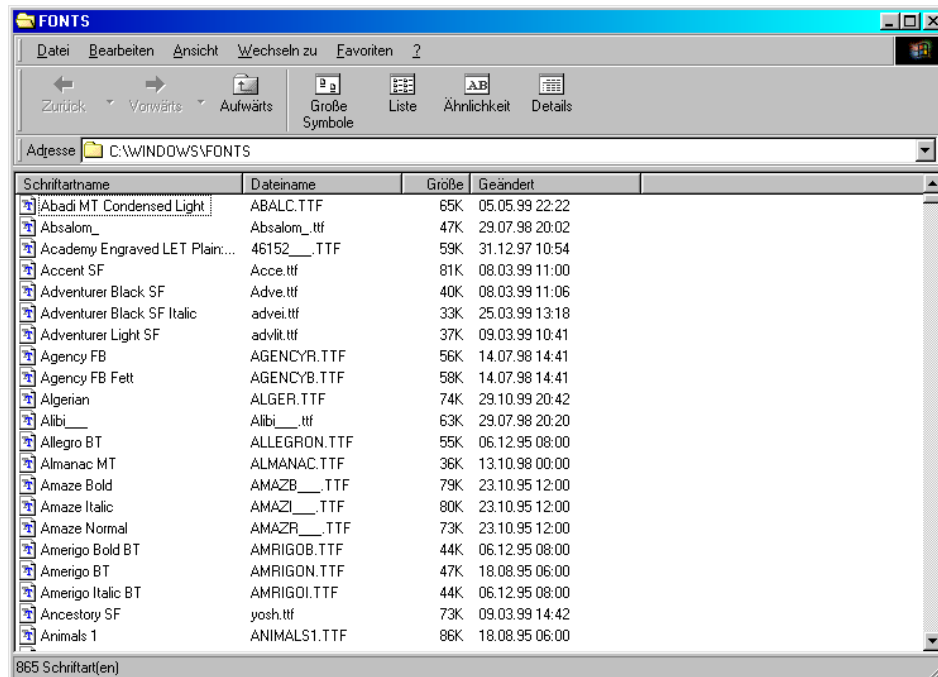 FONTS
Datei Bearbeiten Ansicht Wechseln zu Favoriten ?
Zurück Vorwärts Aufwärts Große Symbole Liste Ähnlichkeit Details
Adresse C:\WINDOWS\FONTS
Schriftartname Dateiname Größe Geändert
Abadi MT Condensed Light ABALC.TTF 65K 05.05.99 22:22
Absalom_ Absalom_.ttf 47K 29.07.98 20:02
Academy Engraved LET Plain:... 46152___.TTF 59K 31.12.97 10:54
Accent SF Acce.ttf 81K 08.03.99 11:00
Adventurer Black SF Adve.ttf 40K 08.03.99 11:06
Adventurer Black SF Italic advei.ttf 33K 25.03.99 13:18
Adventurer Light SF advlit.ttf 37K 09.03.99 10:41
Agency FB AGENCYR.TTF 56K 14.07.98 14:41
Agency FB Fett AGENCYB.TTF 58K 14.07.98 14:41
Algerian ALGER.TTF 74K 29.10.99 20:42
Alibi___ Alibi___.ttf 63K 29.07.98 20:20
Allegro BT ALLEGRON.TTF 55K 06.12.95 08:00
Almanac MT ALMANAC.TTF 36K 13.10.98 00:00
Amaze Bold AMAZB___.TTF 79K 23.10.95 12:00
Amaze Italic AMAZI___.TTF 80K 23.10.95 12:00
Amaze Normal AMAZR___.TTF 73K 23.10.95 12:00
Amerigo Bold BT AMRIGOB.TTF 44K 06.12.95 08:00
Amerigo BT AMRIGON.TTF 47K 18.08.95 06:00
Amerigo Italic BT AMRIGOI.TTF 44K 06.12.95 08:00
Ancestory SF yosh.ttf 73K 09.03.99 14:42
Animals 1 ANIMALS1.TTF 86K 18.08.95 06:00
865 Schriftart(en)